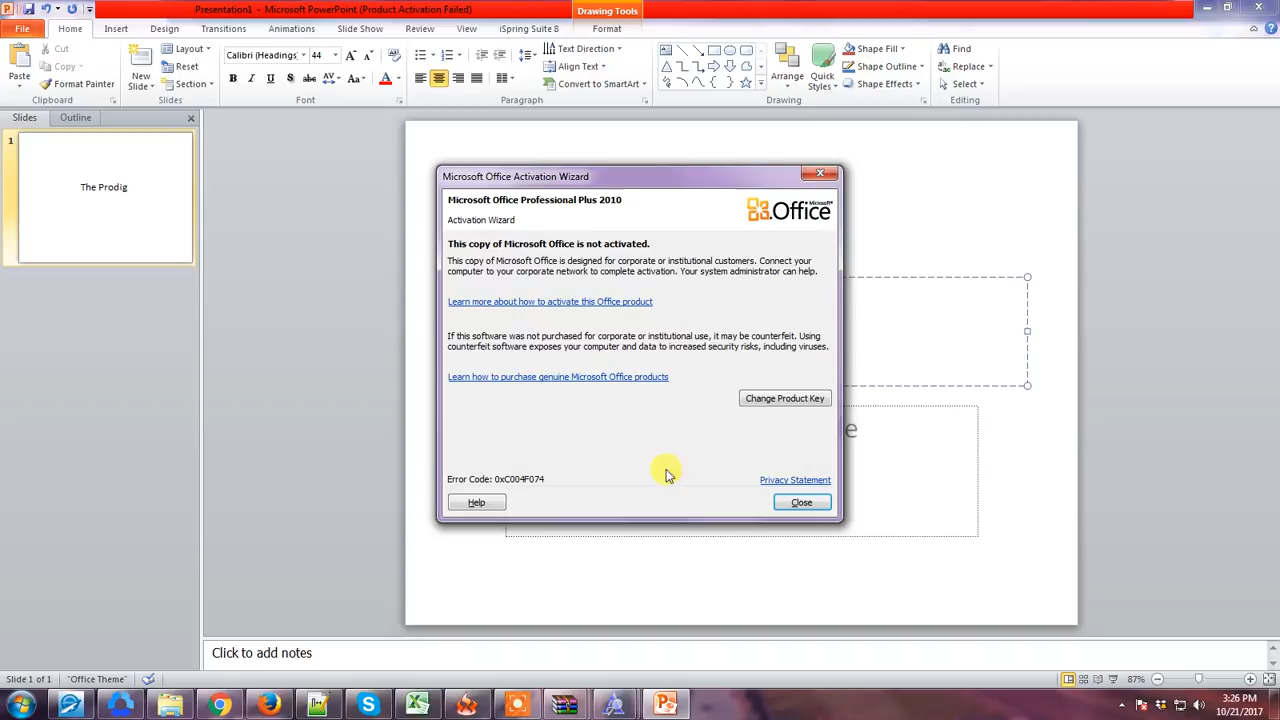 Presentation1 - Microsoft PowerPoint (Product Activation Failed)
Drawing Tools
File Home Insert Design Transitions Animations Slide Show Review View iSpring Suite 8 Format
Paste
Cut
Copy
Format Painter
Clipboard
New Slide
Layout
Reset
Section
Slides
Calibri (Headings) 44
B I U S abc AV Aa A
Font
Text Direction
Align Text
Convert to SmartArt
Paragraph
Arrange
Quick Styles
Shape Fill
Shape Outline
Shape Effects
Drawing
Find
Replace
Select
Editing
Slides Outline
1
The Prodig
Microsoft Office Activation Wizard
Microsoft Office Professional Plus 2010
Activation Wizard
Microsoft
Office
This copy of Microsoft Office is not activated.
This copy of Microsoft Office is designed for corporate or institutional customers. Connect your
computer to your corporate network to complete activation. Your system administrator can help.
Learn more about how to activate this Office product
If this software was not purchased for corporate or institutional use, it may be counterfeit. Using
counterfeit software exposes your computer and data to increased security risks, including viruses.
Learn how to purchase genuine Microsoft Office products
Change Product Key
e
Error Code: 0xC004F074
Privacy Statement
Help
Close
Click to add notes
Slide 1 of 1 "Office Theme" 87%
3:26 PM
10/21/2017